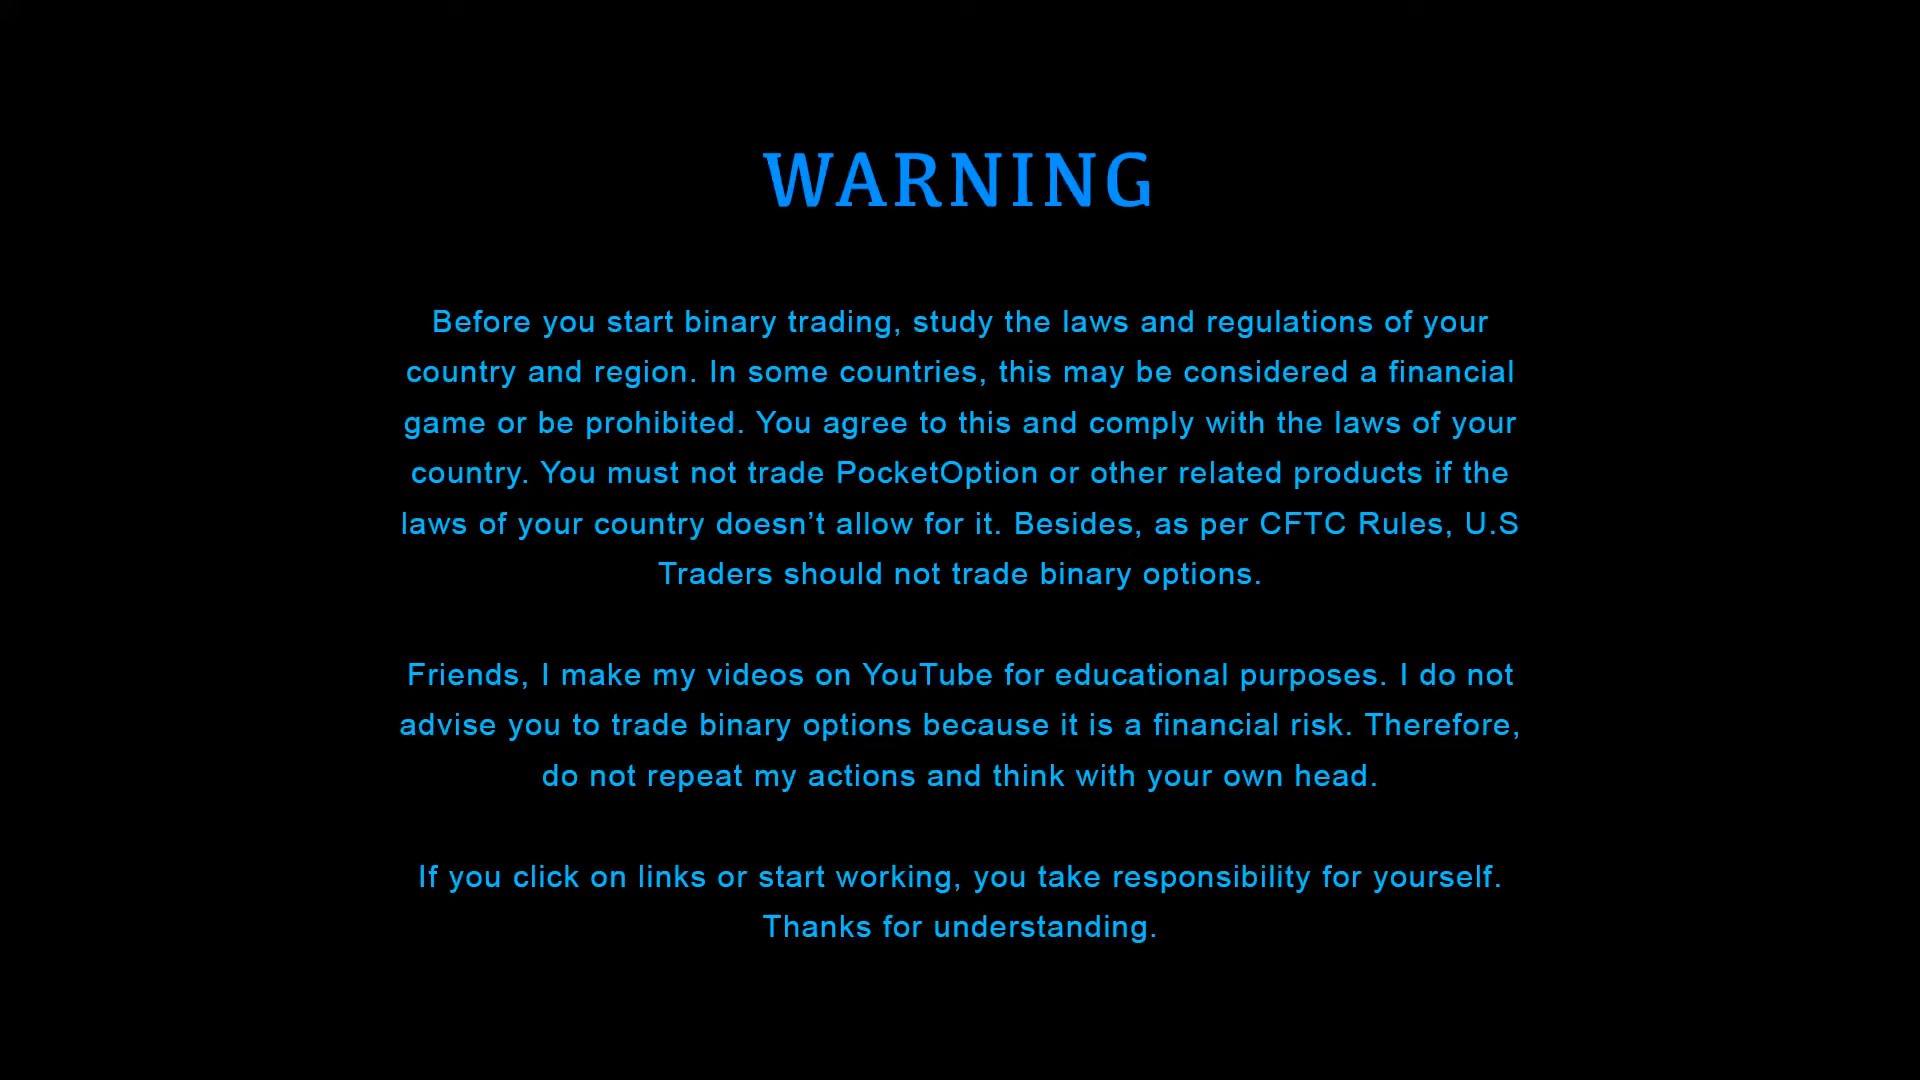 WARNING
Before you start binary trading, study the laws and regulations of your
country and region. In some countries, this may be considered a financial
game or be prohibited. You agree to this and comply with the laws of your
country. You must not trade PocketOption or other related products if the
laws of your country doesn’t allow for it. Besides, as per CFTC Rules, U.S
Traders should not trade binary options.
Friends, I make my videos on YouTube for educational purposes. I do not
advise you to trade binary options because it is a financial risk. Therefore,
do not repeat my actions and think with your own head.
If you click on links or start working, you take responsibility for yourself.
Thanks for understanding.